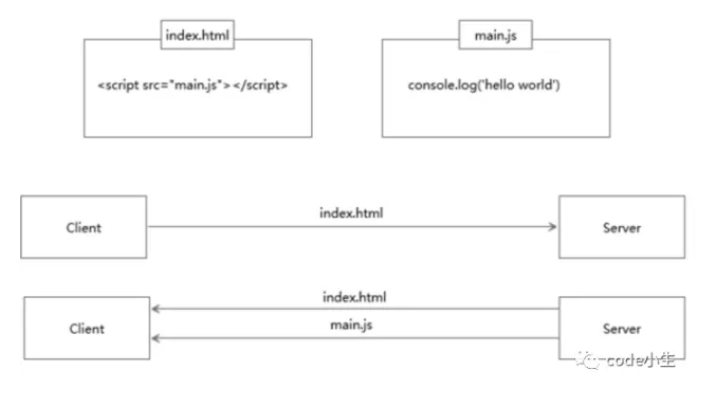 index.html
main.js
<script src="main.js"></script>
console.log('hello world')
index.html
Client
Server
index.html
Client
main.js
Server
code小生